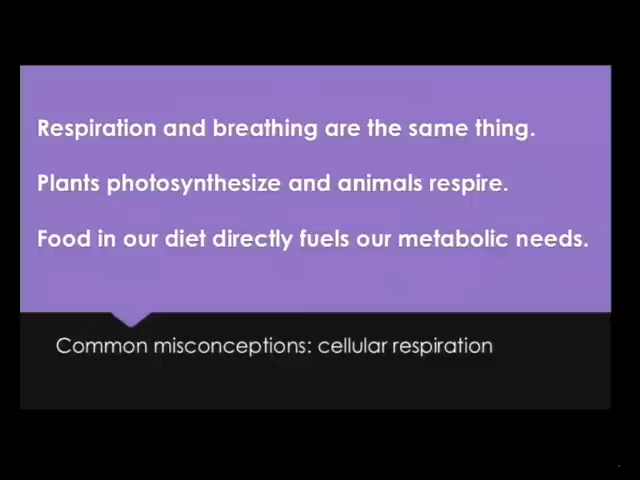 Respiration and breathing are the same thing.
Plants photosynthesize and animals respire.
Food in our diet directly fuels our metabolic needs.
Common misconceptions: cellular respiration